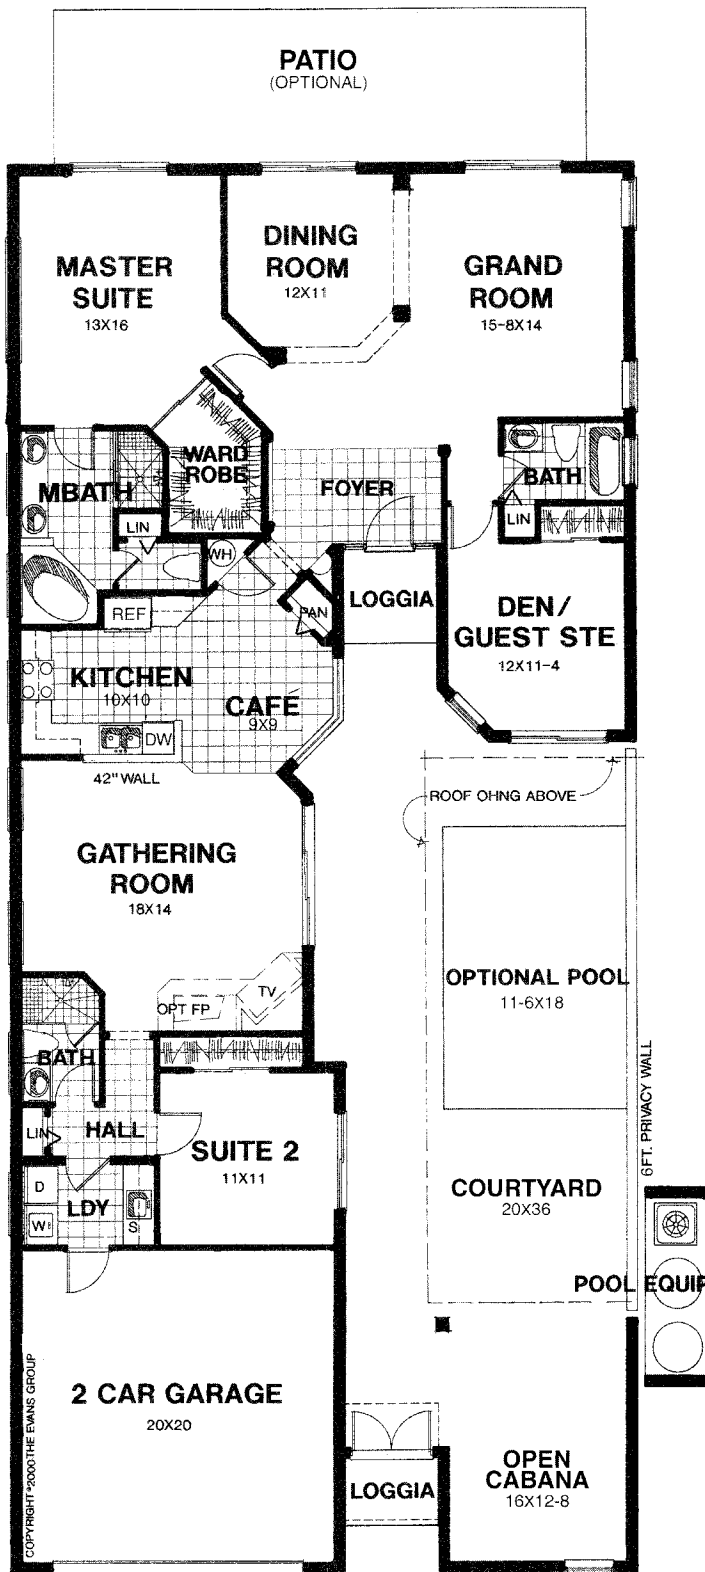 PATIO
(OPTIONAL)
MASTER
SUITE
13X16
DINING
ROOM
12X11
GRAND
ROOM
15-8X14
MBATH
WARD
ROBE
FOYER
BATH
LIN
LIN
WH
PAN
LOGGIA
DEN/
GUEST STE
12X11-4
REF
KITCHEN
10X10
CAFE
9X9
DW
42" WALL
ROOF OHNG ABOVE
GATHERING
ROOM
18X14
OPT FP
TV
OPTIONAL POOL
11-6X18
BATH
LIN
HALL
SUITE 2
11X11
6FT. PRIVACY WALL
D
W
LDY
S
COURTYARD
20X36
POOL EQUIP
2 CAR GARAGE
20X20
COPYRIGHT ©2000 THE EVANS GROUP
LOGGIA
OPEN
CABANA
16X12-8